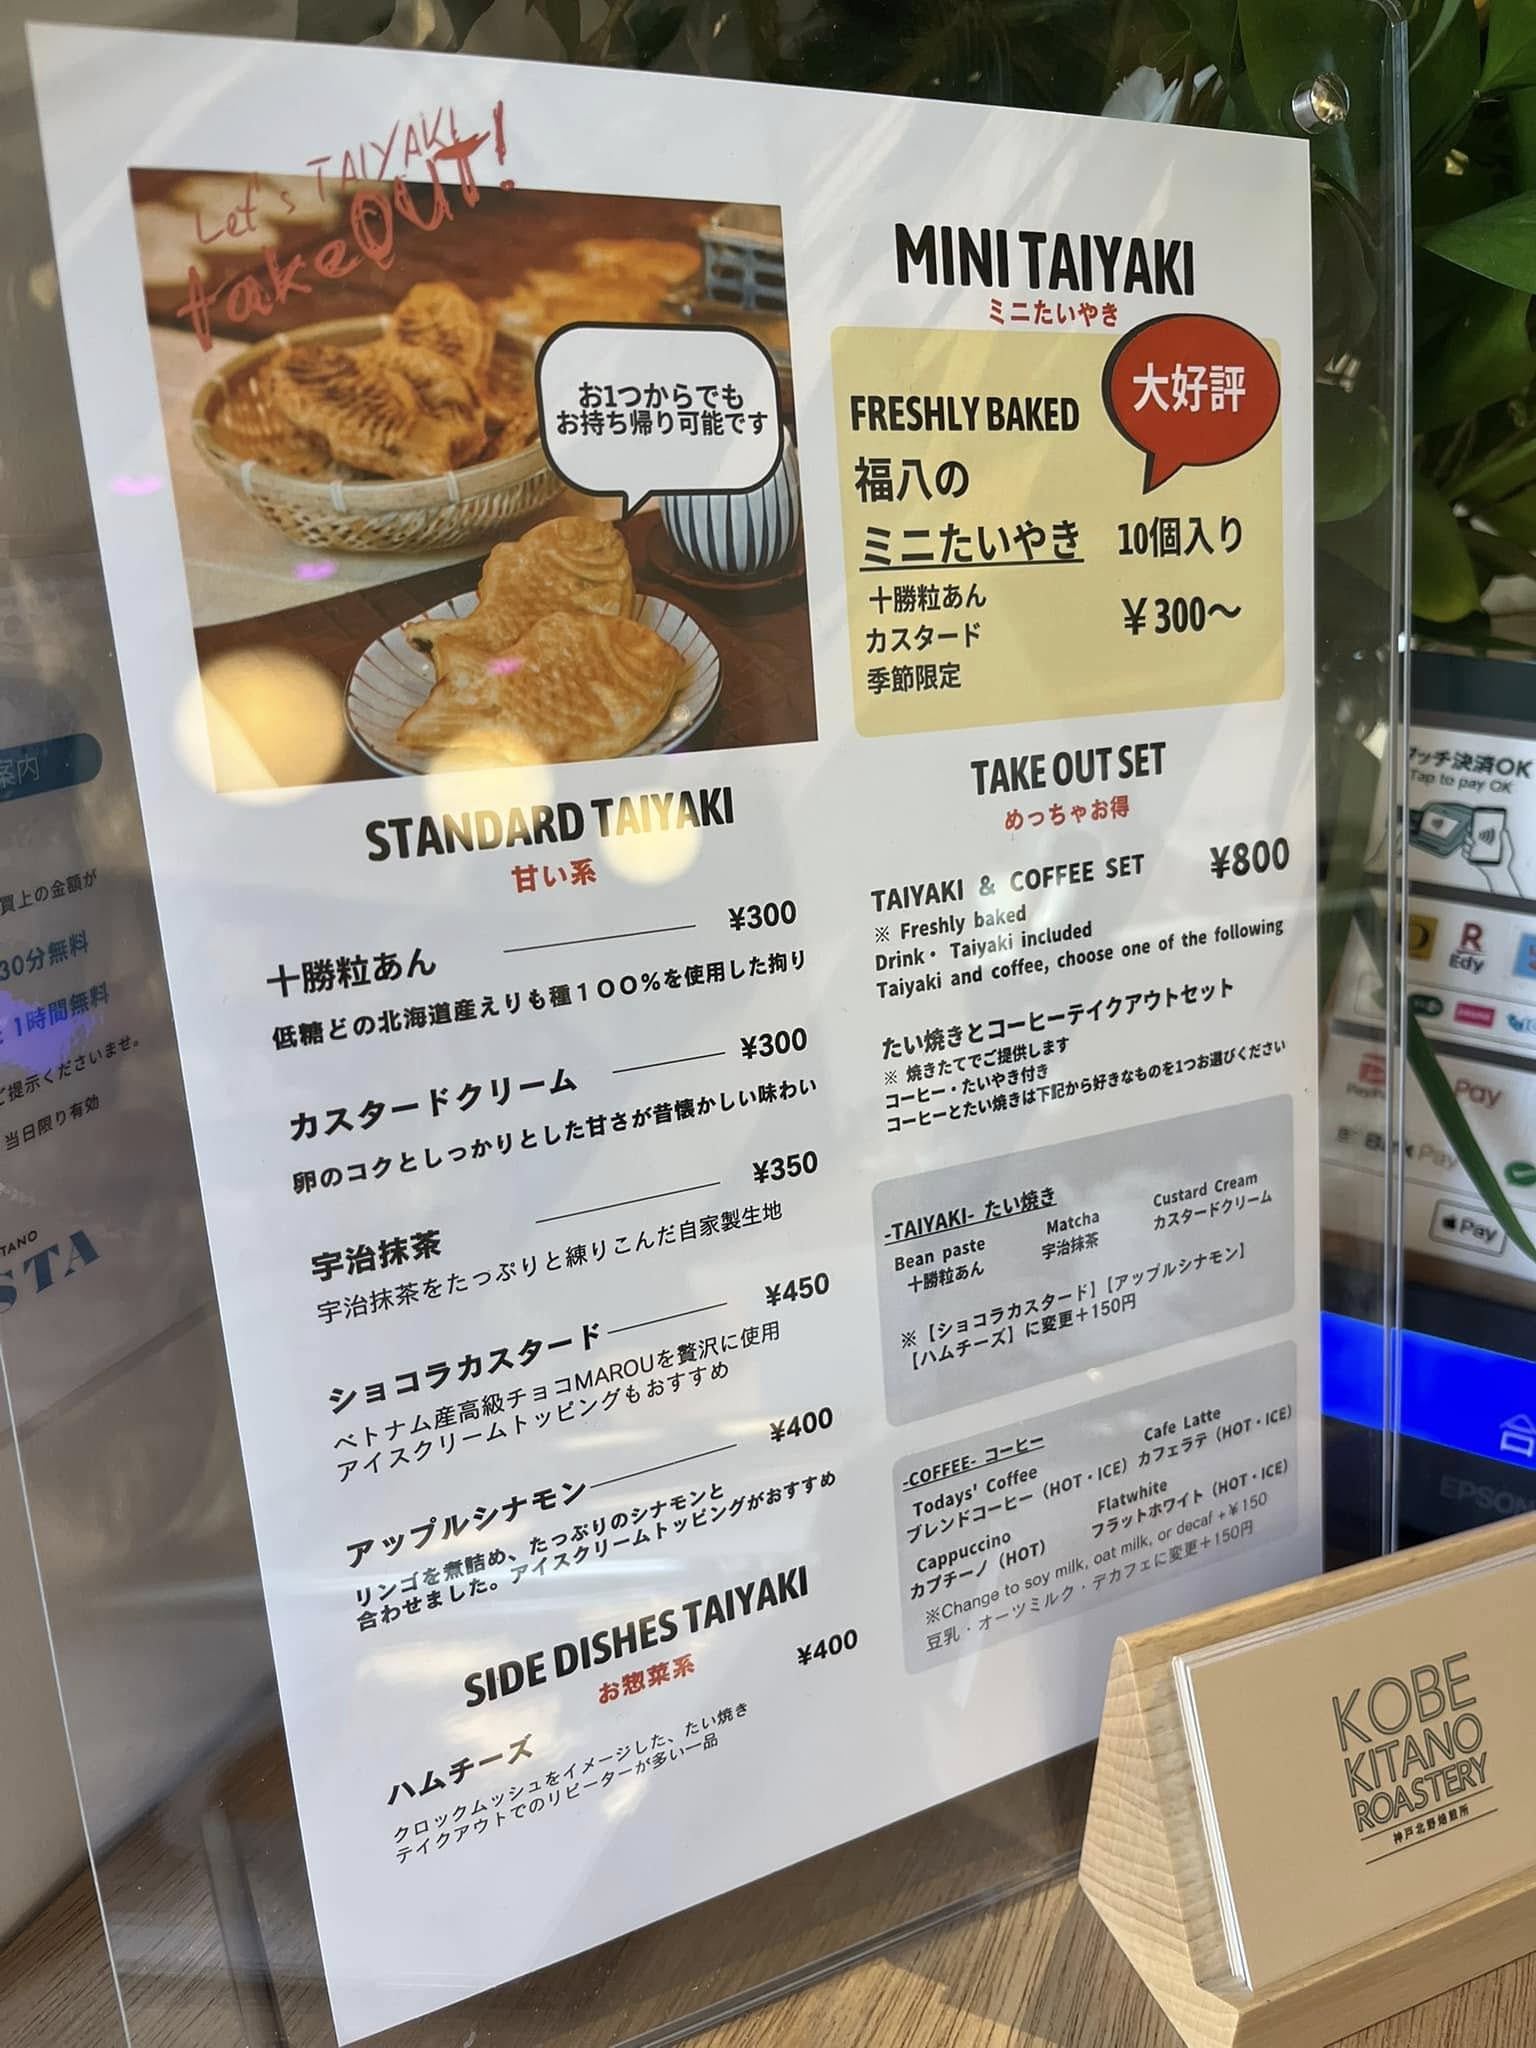 Let's TAIYAKI
takeOUT!
お1つからでも
お持ち帰り可能です
STANDARD TAIYAKI
甘い系
十勝粒あん ¥300
低糖どの北海道産えりも種１００％を使用した拘り
カスタードクリーム ¥300
卵のコクとしっかりとした甘さが昔懐かしい味わい
宇治抹茶 ¥350
宇治抹茶をたっぷりと練りこんだ自家製生地
ショコラカスタード ¥450
ベトナム産高級チョコMAROUを贅沢に使用
アイスクリームトッピングもおすすめ
アップルシナモン ¥400
リンゴを煮詰め、たっぷりのシナモンと
合わせました。アイスクリームトッピングがおすすめ
SIDE DISHES TAIYAKI
お惣菜系
ハムチーズ ¥400
クロックムッシュをイメージした、たい焼き
テイクアウトでのリピーターが多い一品
MINI TAIYAKI
ミニたいやき
大好評
FRESHLY BAKED
福八の
ミニたいやき 10個入り
十勝粒あん
カスタード ￥300～
季節限定
TAKE OUT SET
めっちゃお得
TAIYAKI & COFFEE SET ¥800
※ Freshly baked
Drink・ Taiyaki included
Taiyaki and coffee, choose one of the following
たい焼きとコーヒーテイクアウトセット
※ 焼きたてでご提供します
コーヒー・たいやき付き
コーヒーとたい焼きは下記から好きなものを1つお選びください
-TAIYAKI- たい焼き
Bean paste Matcha Custard Cream
十勝粒あん 宇治抹茶 カスタードクリーム
※【ショコラカスタード】【アップルシナモン】
【ハムチーズ】に変更＋150円
-COFFEE- コーヒー
Todays' Coffee Cafe Latte
ブレンドコーヒー（HOT・ICE）カフェラテ（HOT・ICE）
Cappuccino Flatwhite
カプチーノ（HOT） フラットホワイト（HOT・ICE）
※Change to soy milk, oat milk, or decaf +￥150
豆乳・オーツミルク・デカフェに変更＋150円
KOBE
KITANO
ROASTERY
神戸北野焙煎所
案内
買上の金額が
30分無料
1時間無料
ご提示くださいませ。
当日限り有効
TANO
STA
タッチ決済OK
Tap to pay OK
R
Edy
Pay
Bank Pay
Pay
合
EPSON